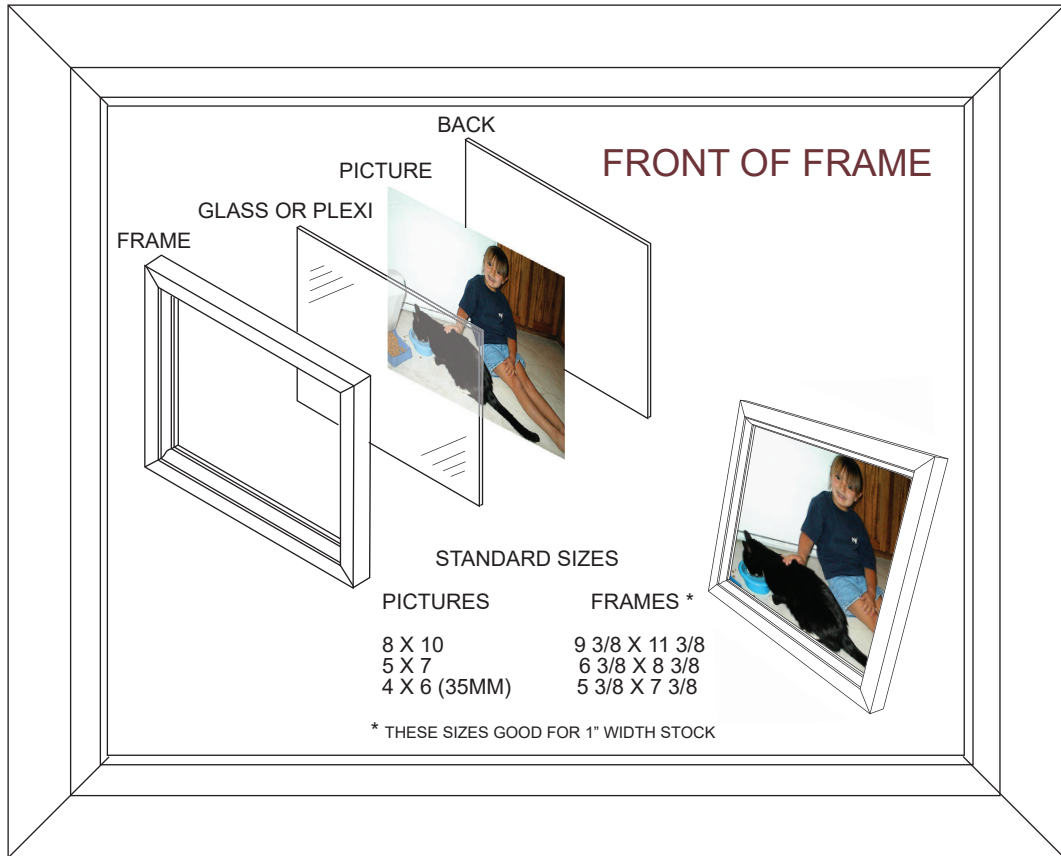 BACK
FRONT OF FRAME
PICTURE
GLASS OR PLEXI
FRAME
STANDARD SIZES
PICTURES FRAMES *
8 X 10 9 3/8 X 11 3/8
5 X 7 6 3/8 X 8 3/8
4 X 6 (35MM) 5 3/8 X 7 3/8
* THESE SIZES GOOD FOR 1” WIDTH STOCK